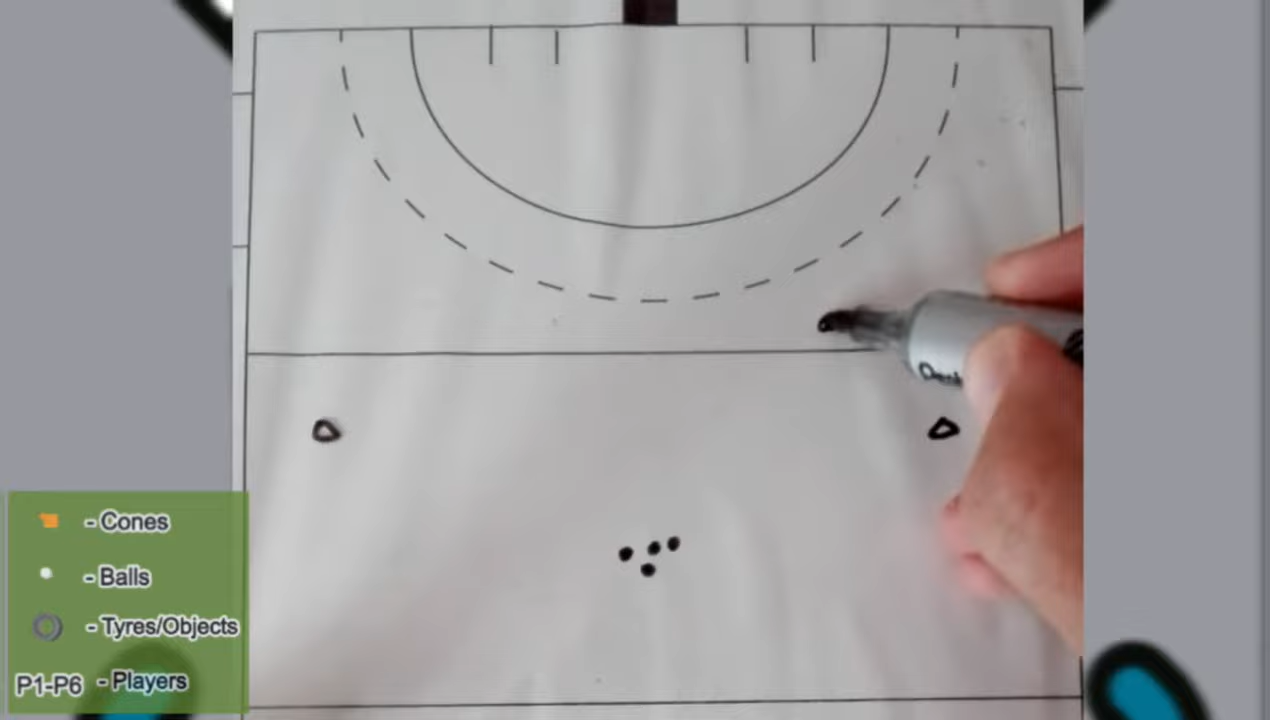 - Cones
- Balls
- Tyres/Objects
P1-P6 - Players